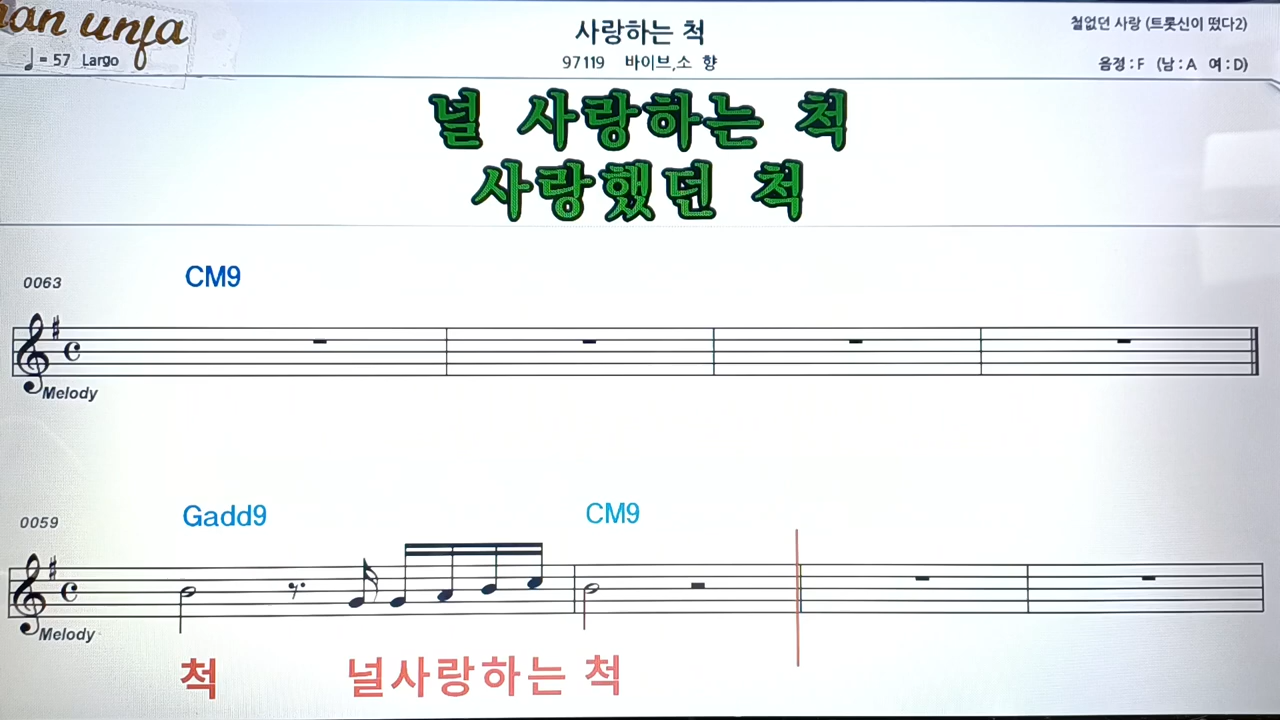 사랑하는 척
철없던 사랑 (트롯신이 떴다2)
♩ = 57 Largo
97119 바이브,소 향
음정 : F (남 : A 여 : D)
널 사랑하는 척
사랑했던 척
0063
CM9
Melody
0059
Gadd9 CM9
Melody
척 널사랑하는 척